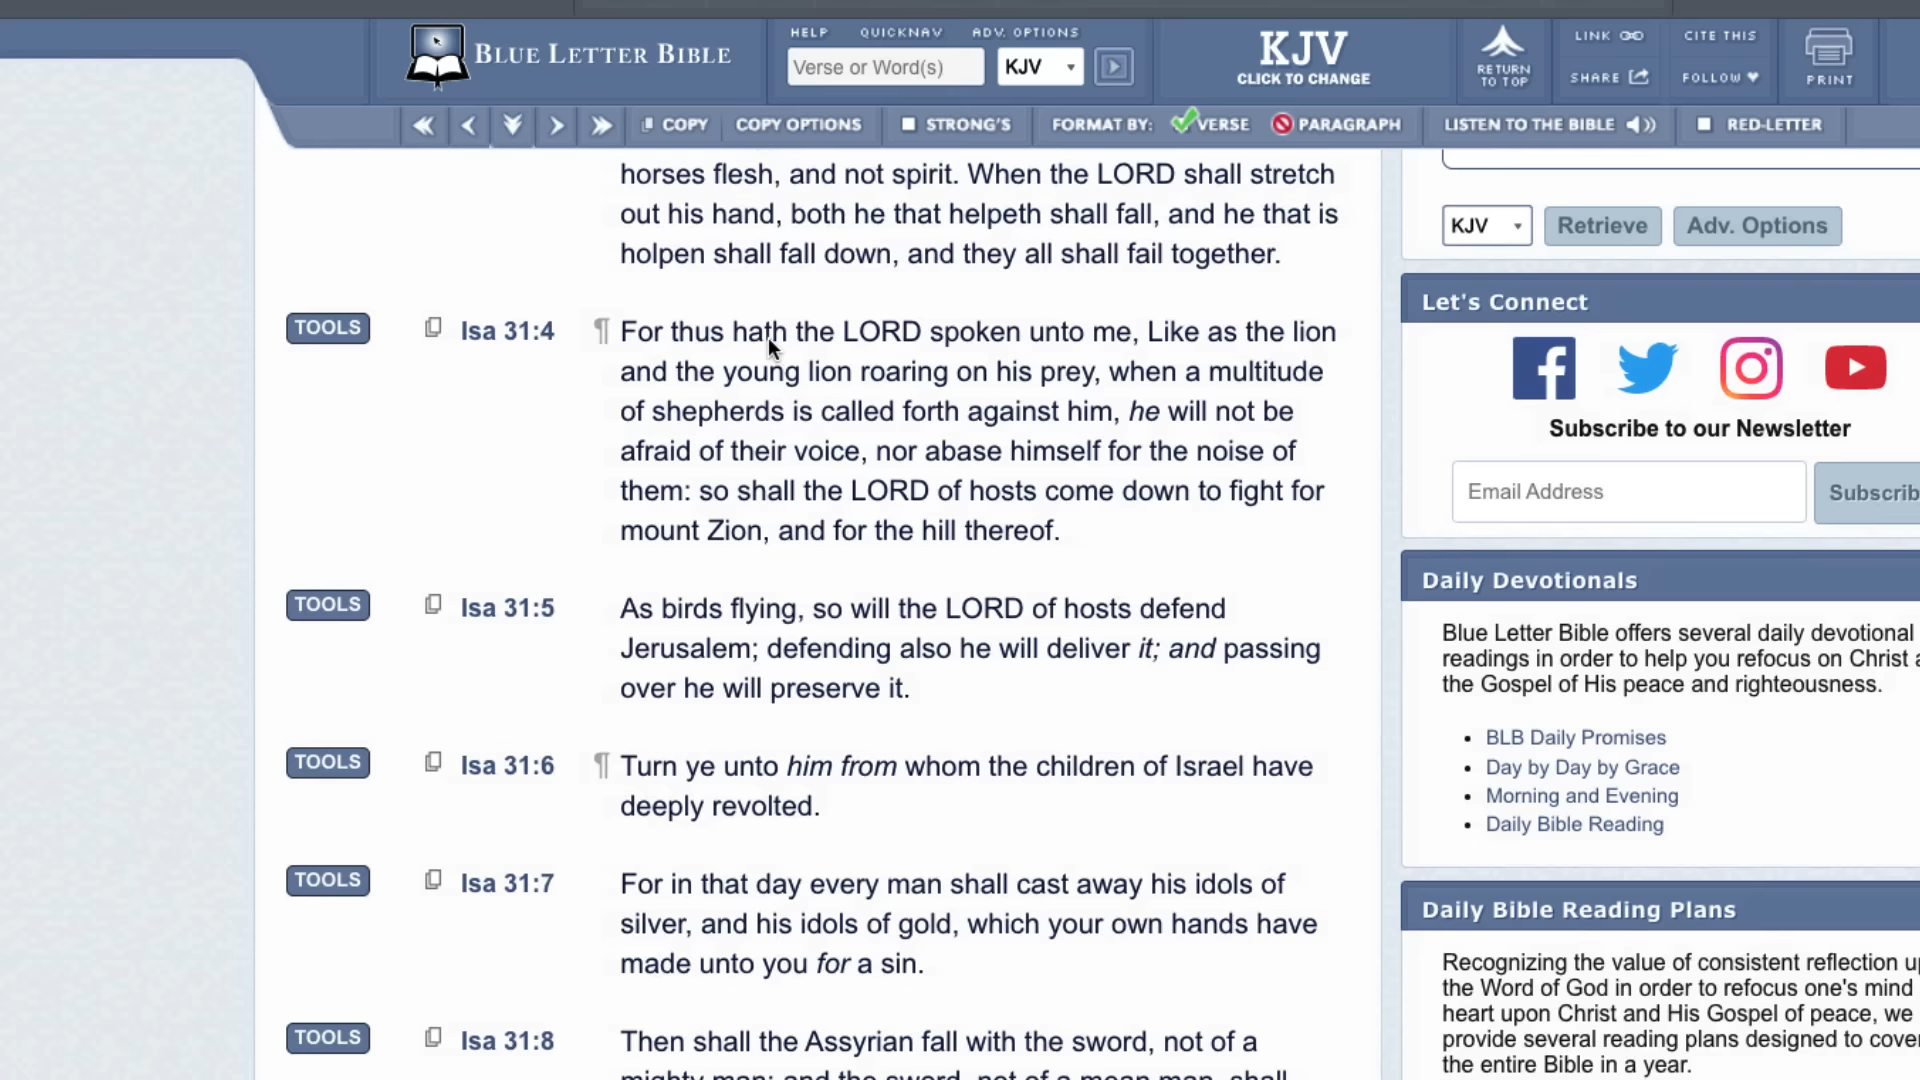 BLUE LETTER BIBLE
HELP QUICKNAV ADV. OPTIONS
Verse or Word(s)
KJV
KJV
CLICK TO CHANGE
RETURN
TO TOP
LINK
SHARE
CITE THIS
FOLLOW
PRINT
COPY
COPY OPTIONS
STRONG'S
FORMAT BY: VERSE PARAGRAPH
LISTEN TO THE BIBLE
RED-LETTER
horses flesh, and not spirit. When the LORD shall stretch
out his hand, both he that helpeth shall fall, and he that is
holpen shall fall down, and they all shall fail together.
TOOLS Isa 31:4 ¶ For thus hath the LORD spoken unto me, Like as the lion
and the young lion roaring on his prey, when a multitude
of shepherds is called forth against him, he will not be
afraid of their voice, nor abase himself for the noise of
them: so shall the LORD of hosts come down to fight for
mount Zion, and for the hill thereof.
TOOLS Isa 31:5 As birds flying, so will the LORD of hosts defend
Jerusalem; defending also he will deliver it; and passing
over he will preserve it.
TOOLS Isa 31:6 ¶ Turn ye unto him from whom the children of Israel have
deeply revolted.
TOOLS Isa 31:7 For in that day every man shall cast away his idols of
silver, and his idols of gold, which your own hands have
made unto you for a sin.
TOOLS Isa 31:8 Then shall the Assyrian fall with the sword, not of a
mighty man; and the sword, not of a mean man, shall
KJV Retrieve Adv. Options
Let's Connect
Subscribe to our Newsletter
Email Address Subscrib
Daily Devotionals
Blue Letter Bible offers several daily devotional
readings in order to help you refocus on Christ a
the Gospel of His peace and righteousness.
• BLB Daily Promises
• Day by Day by Grace
• Morning and Evening
• Daily Bible Reading
Daily Bible Reading Plans
Recognizing the value of consistent reflection up
the Word of God in order to refocus one's mind
heart upon Christ and His Gospel of peace, we
provide several reading plans designed to cover
the entire Bible in a year.